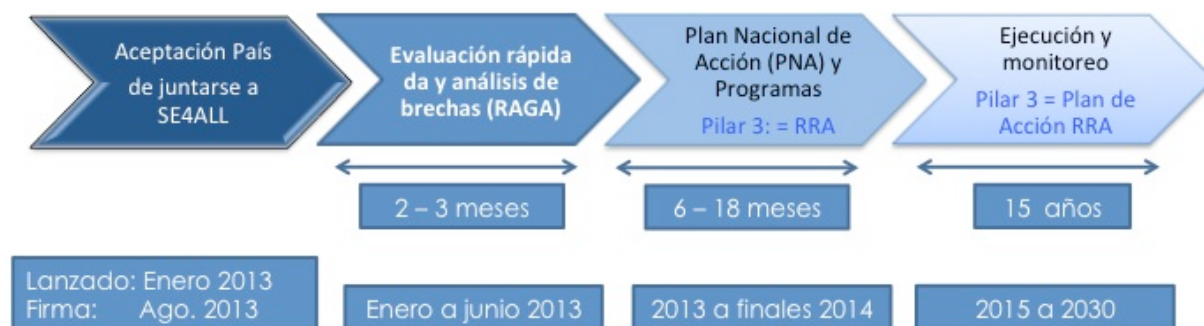 Aceptación País
de juntarse a
SE4ALL
Evaluación rápida
da y análisis de
brechas (RAGA)
Plan Nacional de
Acción (PNA) y
Programas
Pilar 3: = RRA
Ejecución y
monitoreo
Pilar 3 = Plan de
Acción RRA
2 – 3 meses
6 – 18 meses
15 años
Lanzado: Enero 2013
Firma: Ago. 2013
Enero a junio 2013
2013 a finales 2014
2015 a 2030